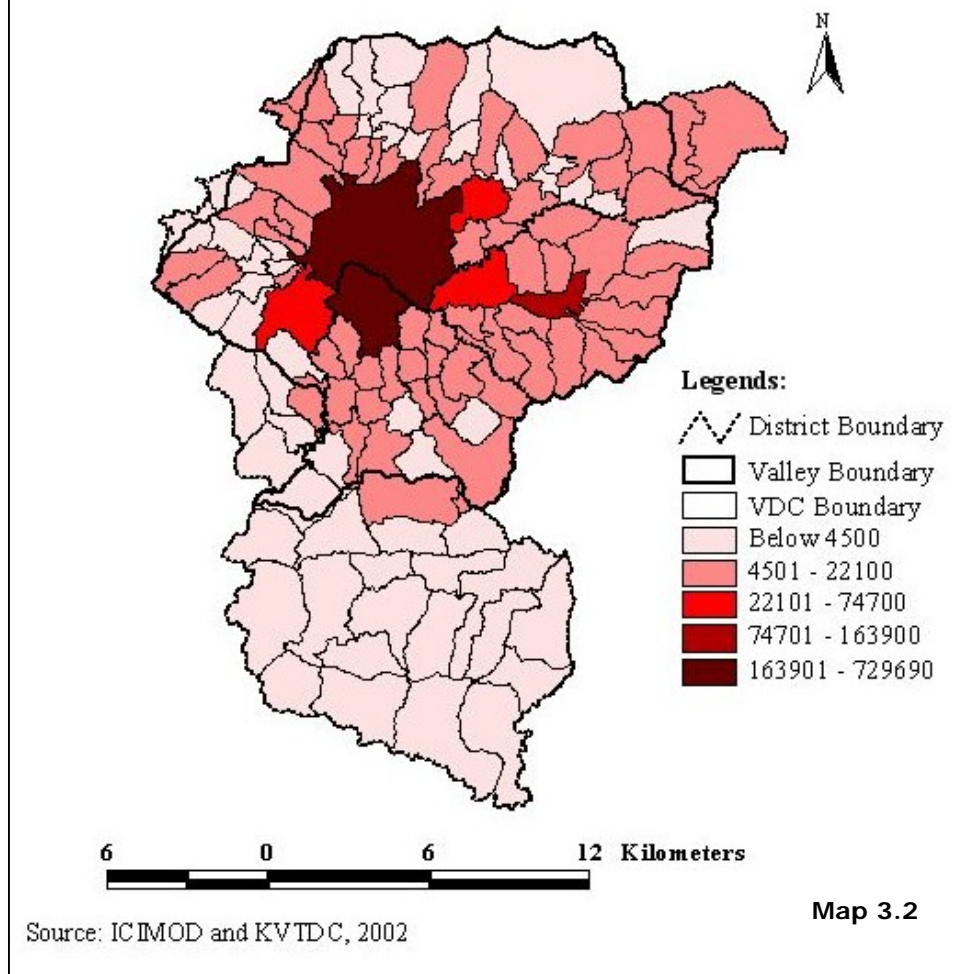 N
Legends:
District Boundary
Valley Boundary
VDC Boundary
Below 4500
4501 - 22100
22101 - 74700
74701 - 163900
163901 - 729690
6 0 6 12 Kilometers
Map 3.2
Source: ICIMOD and KVTDC, 2002